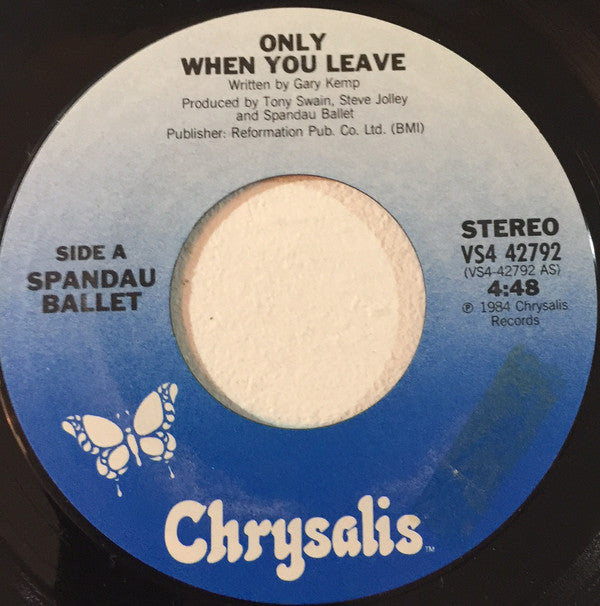 ONLY
WHEN YOU LEAVE
Written by Gary Kemp
Produced by Tony Swain, Steve Jolley
and Spandau Ballet
Publisher: Reformation Pub. Co. Ltd. (BMI)
SIDE A
SPANDAU
BALLET
STEREO
VS4 42792
(VS4-42792 AS)
4:48
℗ 1984 Chrysalis
Records
Chrysalis™